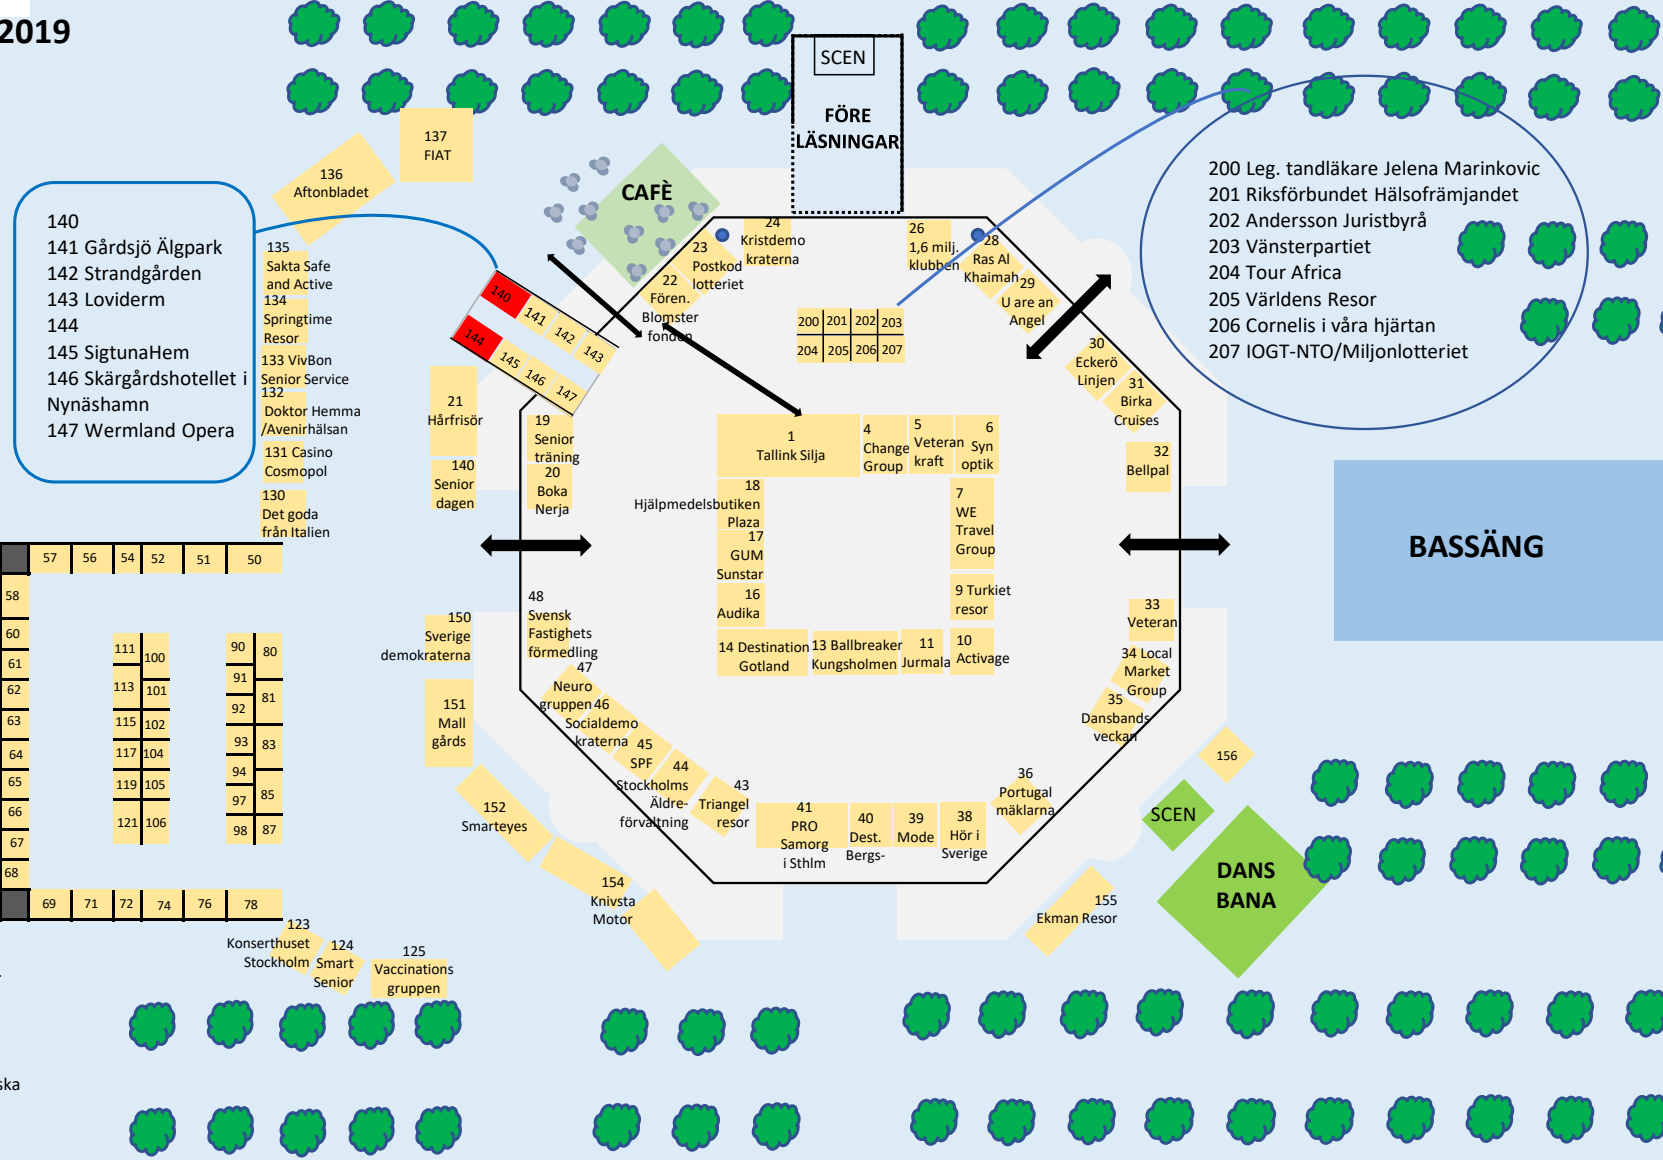 2019
SCEN
FÖRE
LÄSNINGAR
137
FIAT
136
Aftonbladet
CAFÈ
140
141 Gårdsjö Älgpark
142 Strandgården
143 Loviderm
144
145 SigtunaHem
146 Skärgårdshotellet i
Nynäshamn
147 Wermland Opera
200 Leg. tandläkare Jelena Marinkovic
201 Riksförbundet Hälsofrämjandet
202 Andersson Juristbyrå
203 Vänsterpartiet
204 Tour Africa
205 Världens Resor
206 Cornelis i våra hjärtan
207 IOGT-NTO/Miljonlotteriet
135
Sakta Safe
and Active
134
Springtime
Resor
133 VivBon
Senior Service
132
Doktor Hemma
/Avenirhälsan
131 Casino
Cosmopol
130
Det goda
från Italien
140
141
142
143
144
145
146
147
22
Fören.
Blomster
fonden
23
Postkod
lotteriet
24
Kristdemo
kraterna
26
1,6 milj.
klubben
28
Ras Al
Khaimah
29
U are an
Angel
200 201 202 203
204 205 206 207
30
Eckerö
Linjen
31
Birka
Cruises
32
Bellpal
21
Hårfrisör
140
Senior
dagen
19
Senior
träning
20
Boka
Nerja
1
Tallink Silja
4
Change
Group
5
Veteran
kraft
6
Syn
optik
18
Hjälpmedelsbutiken
Plaza
17
GUM
Sunstar
16
Audika
7
WE
Travel
Group
9 Turkiet
resor
14 Destination
Gotland
13 Ballbreaker
Kungsholmen
11
Jurmala
10
Activage
BASSÄNG
57 56 54 52 51 50
58
60
61
62
63
64
65
66
67
68
69 71 72 74 76 78
111
113
115
117
119
121
100
101
102
104
105
106
90
91
92
93
94
97
98
80
81
83
85
87
150
Sverige
demokraterna
151
Mall
gårds
152
Smarteyes
154
Knivsta
Motor
48
Svensk
Fastighets
förmedling
47
Neuro
gruppen
46
Socialdemo
kraterna
45
SPF
44
Stockholms
Äldre-
förvaltning
43
Triangel
resor
41
PRO
Samorg
i Sthlm
40
Dest.
Bergs-
39
Mode
38
Hör i
Sverige
36
Portugal
mäklarna
33
Veteran
34 Local
Market
Group
35
Dansbands
veckan
156
SCEN
DANS
BANA
155
Ekman Resor
123
Konserthuset
Stockholm
124
Smart
Senior
125
Vaccinations
gruppen
ska